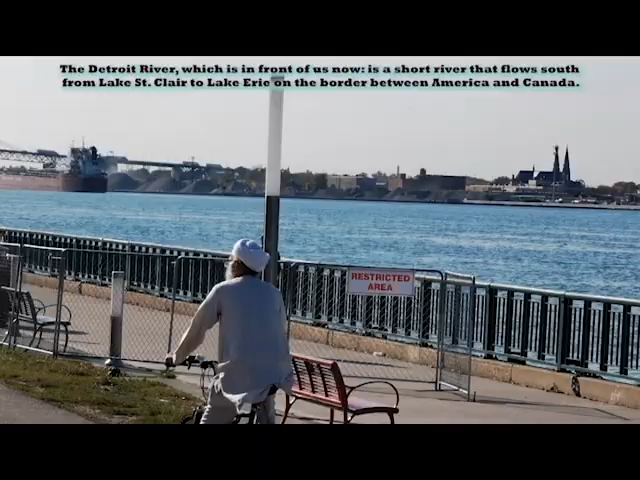 The Detroit River, which is in front of us now: is a short river that flows south
from Lake St. Clair to Lake Erie on the border between America and Canada.
RESTRICTED
AREA